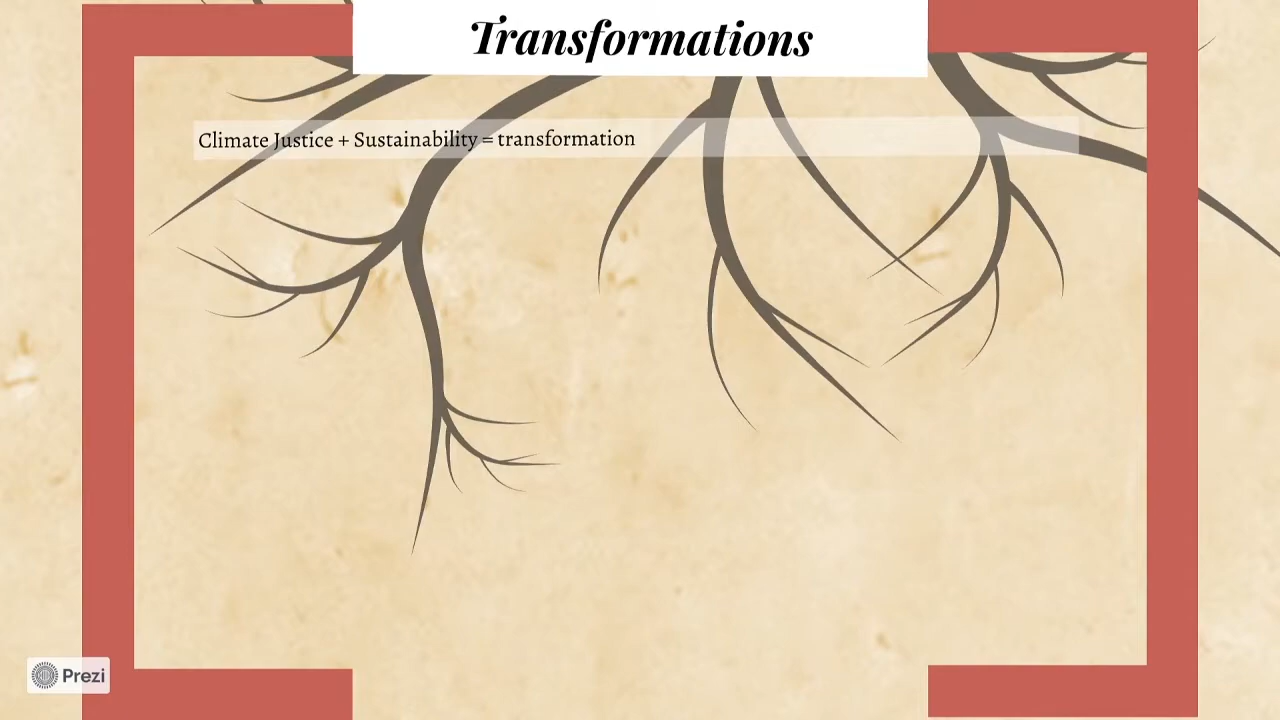 Transformations
Climate Justice + Sustainability = transformation
Prezi